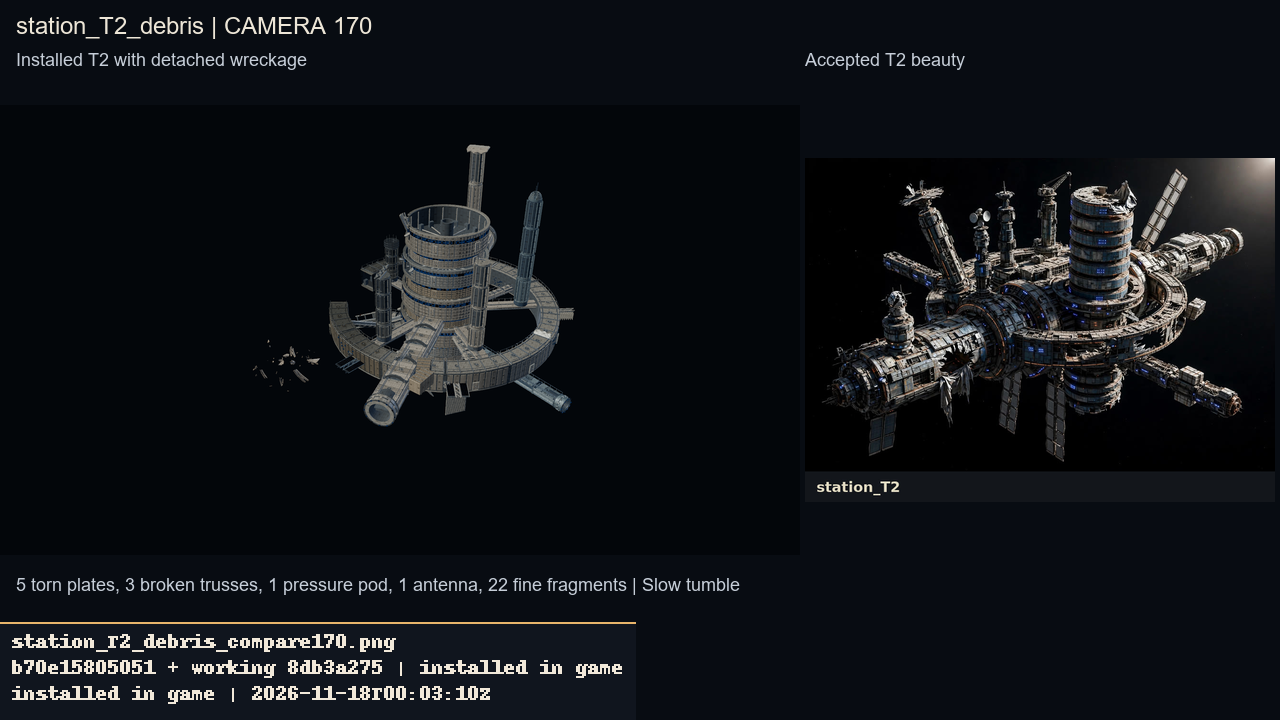 station_T2_debris | CAMERA 170
Installed T2 with detached wreckage
Accepted T2 beauty
station_T2
5 torn plates, 3 broken trusses, 1 pressure pod, 1 antenna, 22 fine fragments | Slow tumble
station_T2_debris_compare170.png
b70e15805051 + working 8db3a275 | installed in game
installed in game | 2026-11-18T00:03:10Z